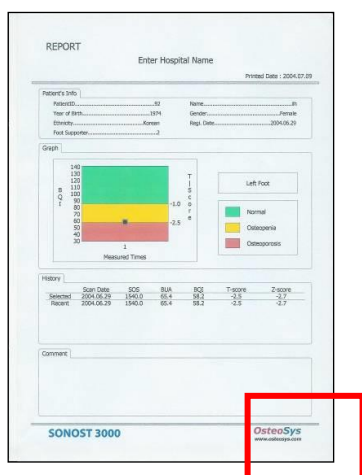 REPORT
Enter Hospital Name
Printed Date : 2004.07.09
Patient's Info
PatientID 92 Name jh
Year of Birth 1974 Gender Female
Ethnicity Korean Regi. Date 2004.06.29
Foot Supporter 2
Graph
BQI
140
130
120
110
100
90
80
70
60
50
40
30
T-Score
-1.0
-2.5
1
Measured Times
Left Foot
Normal
Osteopenia
Osteoporosis
History
Scan Date SOS BUA BQI T-score Z-score
Selected 2004.06.29 1540.0 65.4 58.2 -2.5 -2.7
Recent 2004.06.29 1540.0 65.4 58.2 -2.5 -2.7
Comment
SONOST 3000
OsteoSys
www.osteosys.com